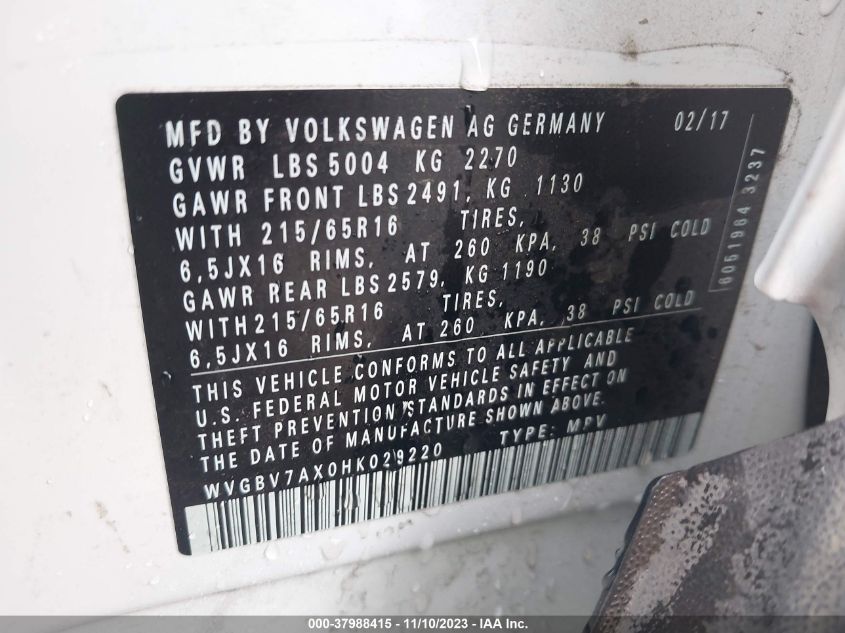 MFD BY VOLKSWAGEN AG GERMANY 02/17
GVWR LBS 5004 KG 2270
GAWR FRONT LBS 2491, KG 1130
WITH 215/65R16 TIRES,
6,5JX16 RIMS, AT 260 KPA, 38 PSI COLD
GAWR REAR LBS 2579, KG 1190
WITH 215/65R16 TIRES,
6,5JX16 RIMS, AT 260 KPA, 38 PSI COLD
THIS VEHICLE CONFORMS TO ALL APPLICABLE
U.S. FEDERAL MOTOR VEHICLE SAFETY AND
THEFT PREVENTION STANDARDS IN EFFECT ON
THE DATE OF MANUFACTURE SHOWN ABOVE.
WVGBV7AX0HK029220 TYPE: MPV
6051964 3237
000-37988415 - 11/10/2023 - IAA Inc.